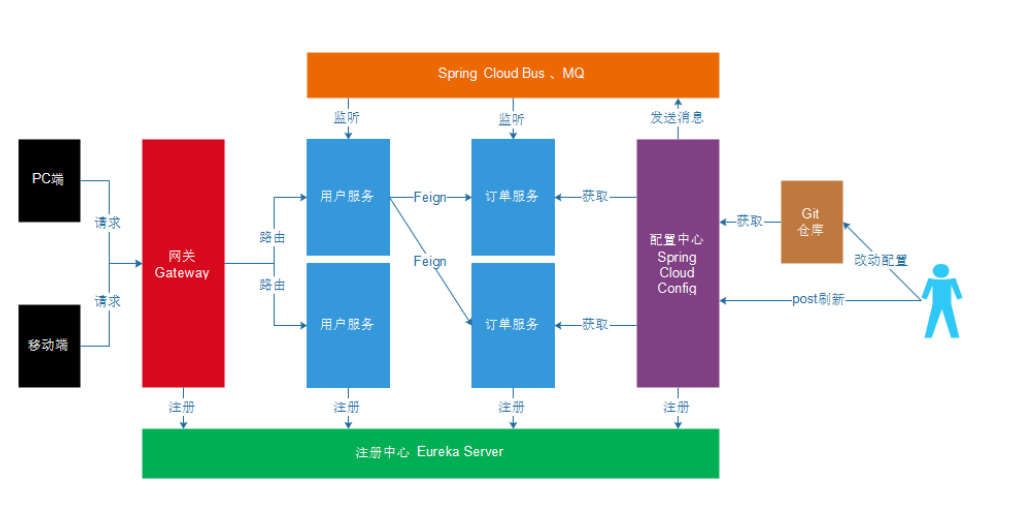 Spring Cloud Bus 、MQ
监听
监听
发送消息
PC端
请求
请求
移动端
网关
Gateway
路由
路由
用户服务
用户服务
Feign
Feign
订单服务
订单服务
获取
获取
配置中心
Spring
Cloud
Config
获取
Git
仓库
改动配置
post刷新
注册
注册
注册
注册
注册中心 Eureka Server